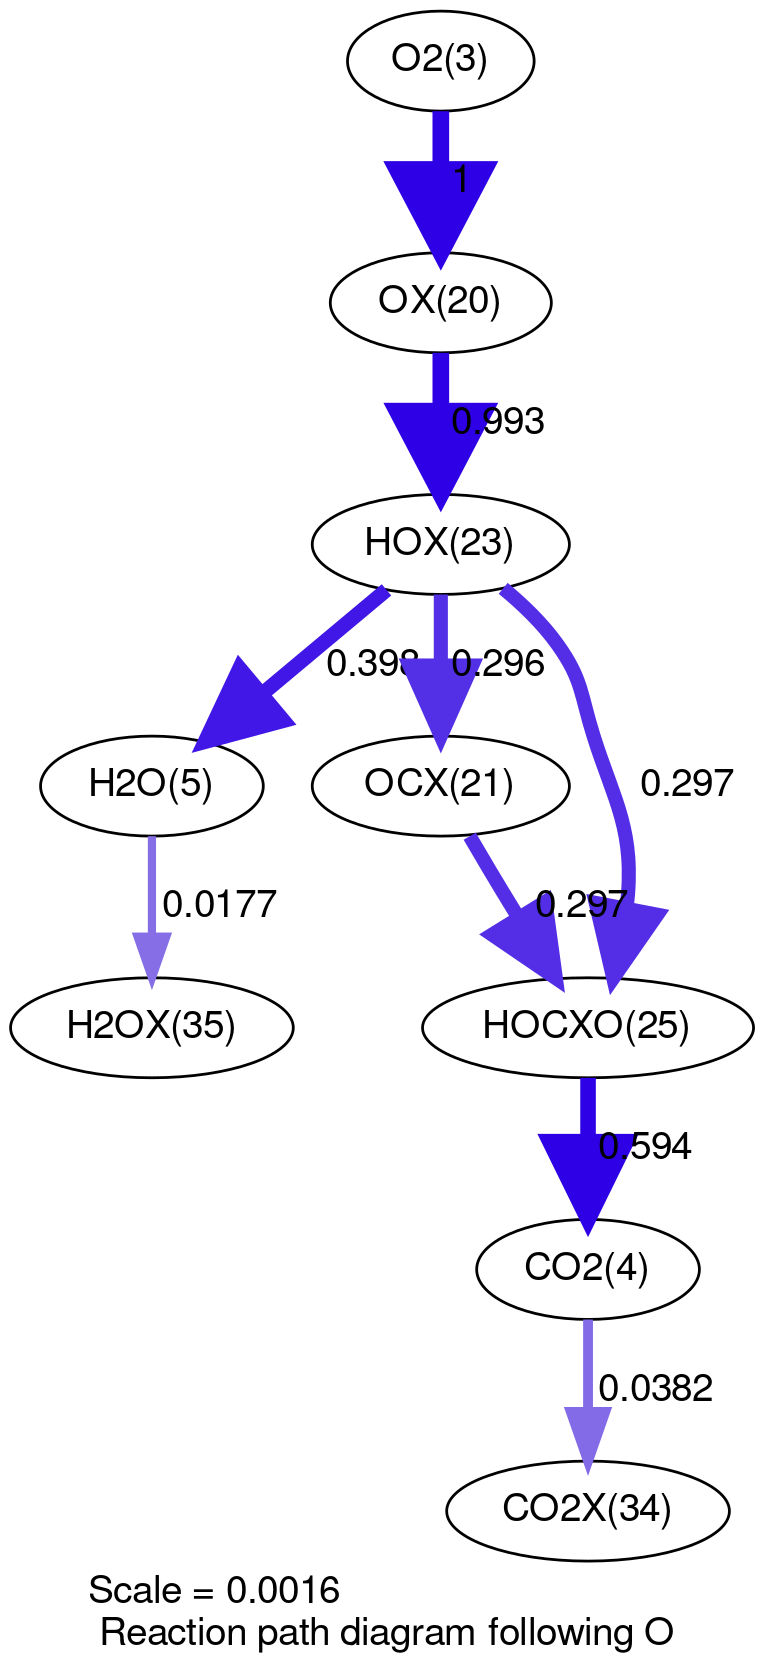 O2(3)
1
OX(20)
0.993
HOX(23)
0.398
0.296
H2O(5)
OCX(21)
0.297
0.0177
0.297
H2OX(35)
HOCXO(25)
0.594
CO2(4)
0.0382
CO2X(34)
Scale = 0.0016
Reaction path diagram following O